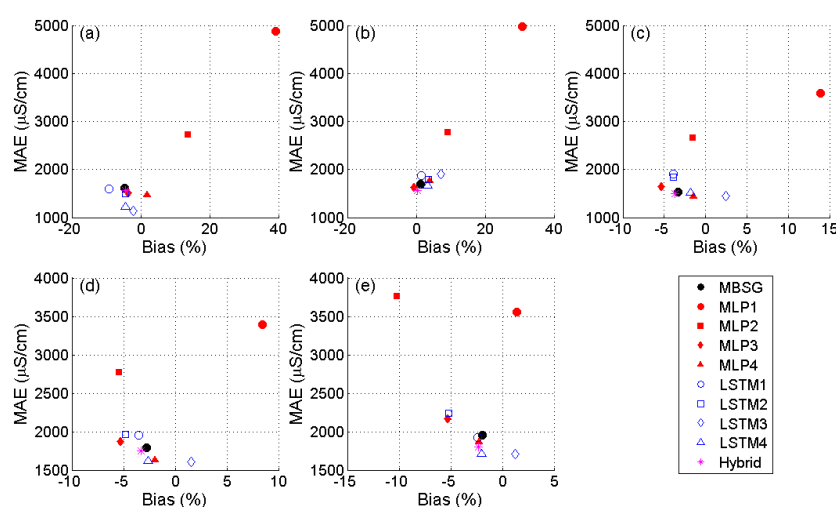 (a)
5000
4000
3000
2000
1000
MAE (μS/cm)
-20 0 20 40
Bias (%)
(b)
5000
4000
3000
2000
1000
MAE (μS/cm)
-20 0 20 40
Bias (%)
(c)
5000
4000
3000
2000
1000
MAE (μS/cm)
-10 -5 0 5 10 15
Bias (%)
(d)
4000
3500
3000
2500
2000
1500
MAE (μS/cm)
-10 -5 0 5 10
Bias (%)
(e)
4000
3500
3000
2500
2000
1500
MAE (μS/cm)
-15 -10 -5 0 5
Bias (%)
MBSG
MLP1
MLP2
MLP3
MLP4
LSTM1
LSTM2
LSTM3
LSTM4
Hybrid